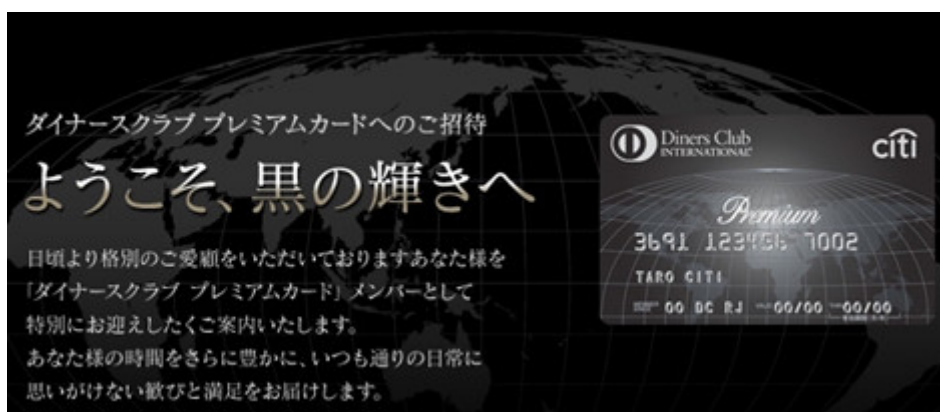 ダイナースクラブ プレミアムカードへのご招待
ようこそ、黒の輝きへ
日頃より格別のご愛顧をいただいておりますあなた様を
「ダイナースクラブ プレミアムカード」メンバーとして
特別にお迎えしたくご案内いたします。
あなた様の時間をさらに豊かに、いつも通りの日常に
思いがけない歓びと満足をお届けします。
Diners Club
INTERNATIONAL
citi
Premium
3691 123456 7002
TARO CITI
00 DC RJ 00/00 00/00